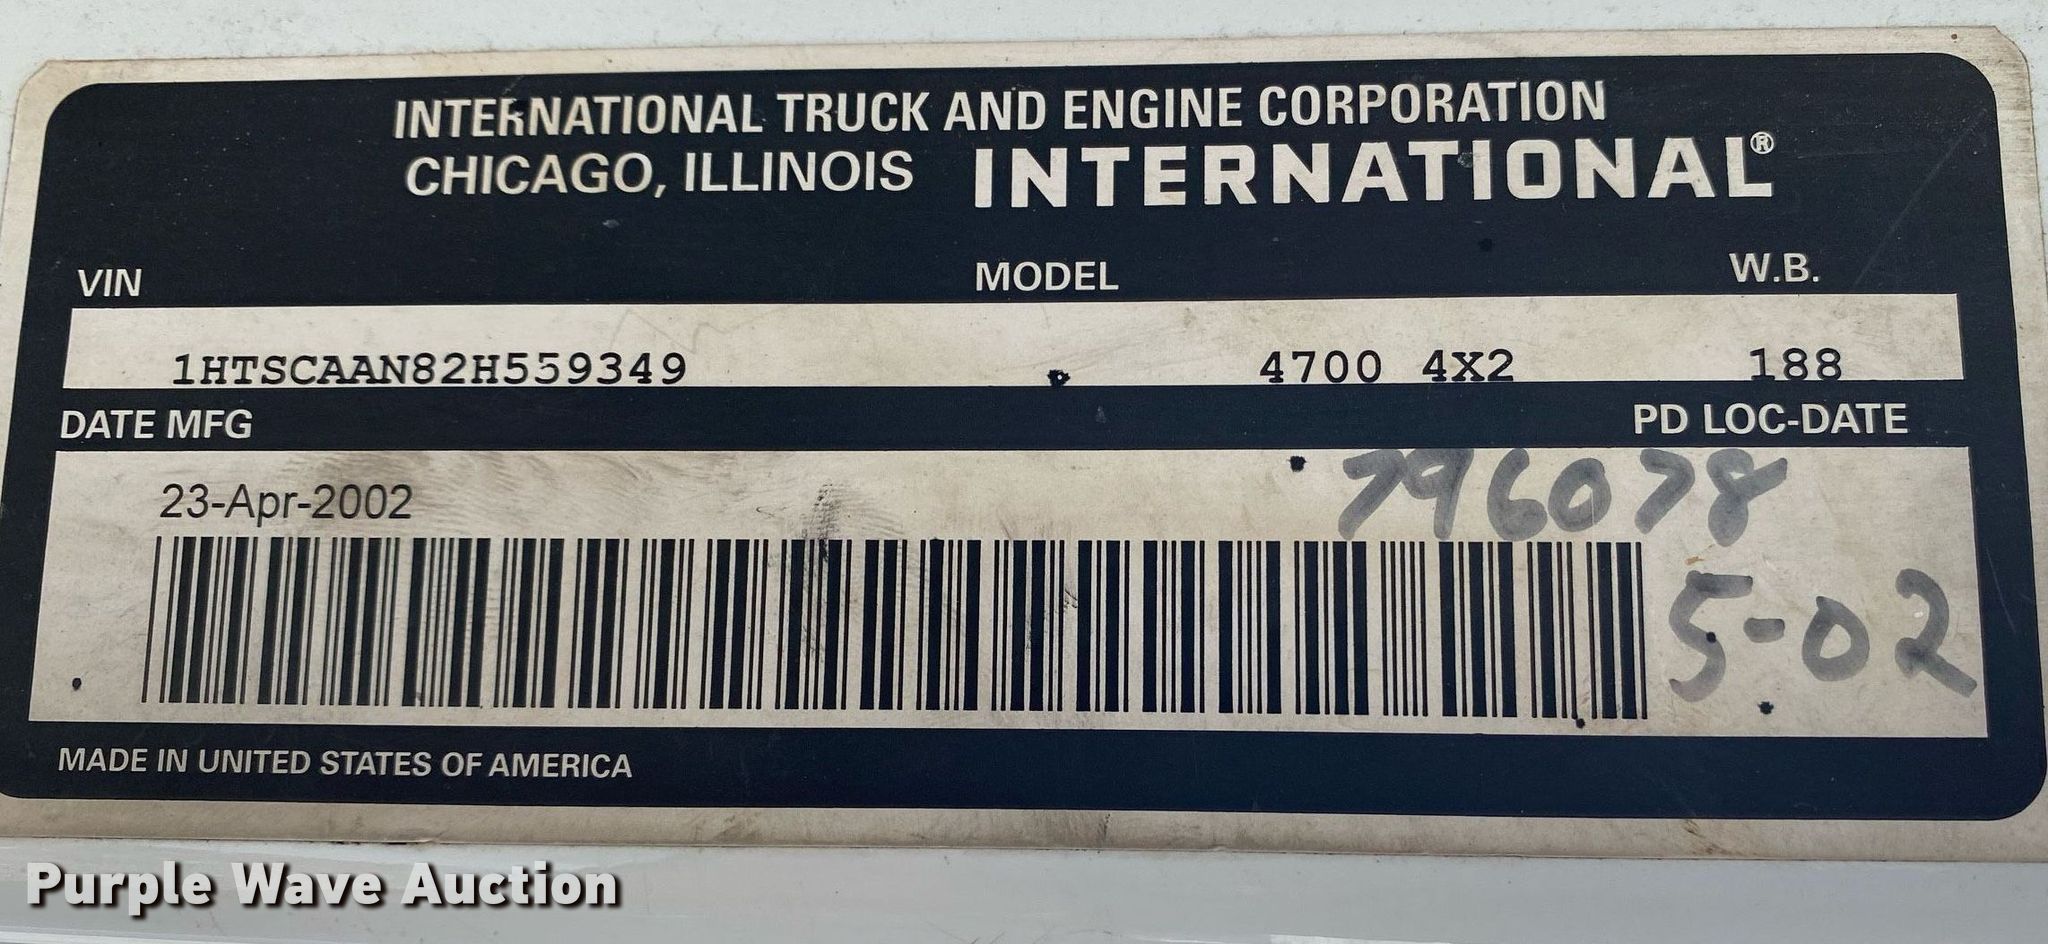 INTERNATIONAL TRUCK AND ENGINE CORPORATION
CHICAGO, ILLINOIS INTERNATIONAL®
VIN MODEL W.B.
1HTSCAAN82H559349 4700 4X2 188
DATE MFG PD LOC-DATE
23-Apr-2002 796078
5-02
MADE IN UNITED STATES OF AMERICA
Purple Wave Auction